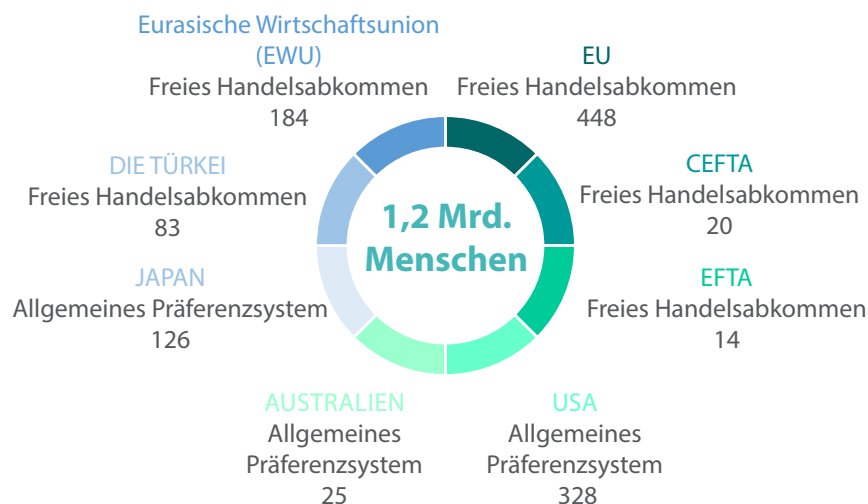 Eurasische Wirtschaftsunion
(EWU)
Freies Handelsabkommen
184
EU
Freies Handelsabkommen
448
DIE TÜRKEI
Freies Handelsabkommen
83
CEFTA
Freies Handelsabkommen
20
1,2 Mrd.
Menschen
JAPAN
Allgemeines Präferenzsystem
126
EFTA
Freies Handelsabkommen
14
AUSTRALIEN
Allgemeines
Präferenzsystem
25
USA
Allgemeines
Präferenzsystem
328